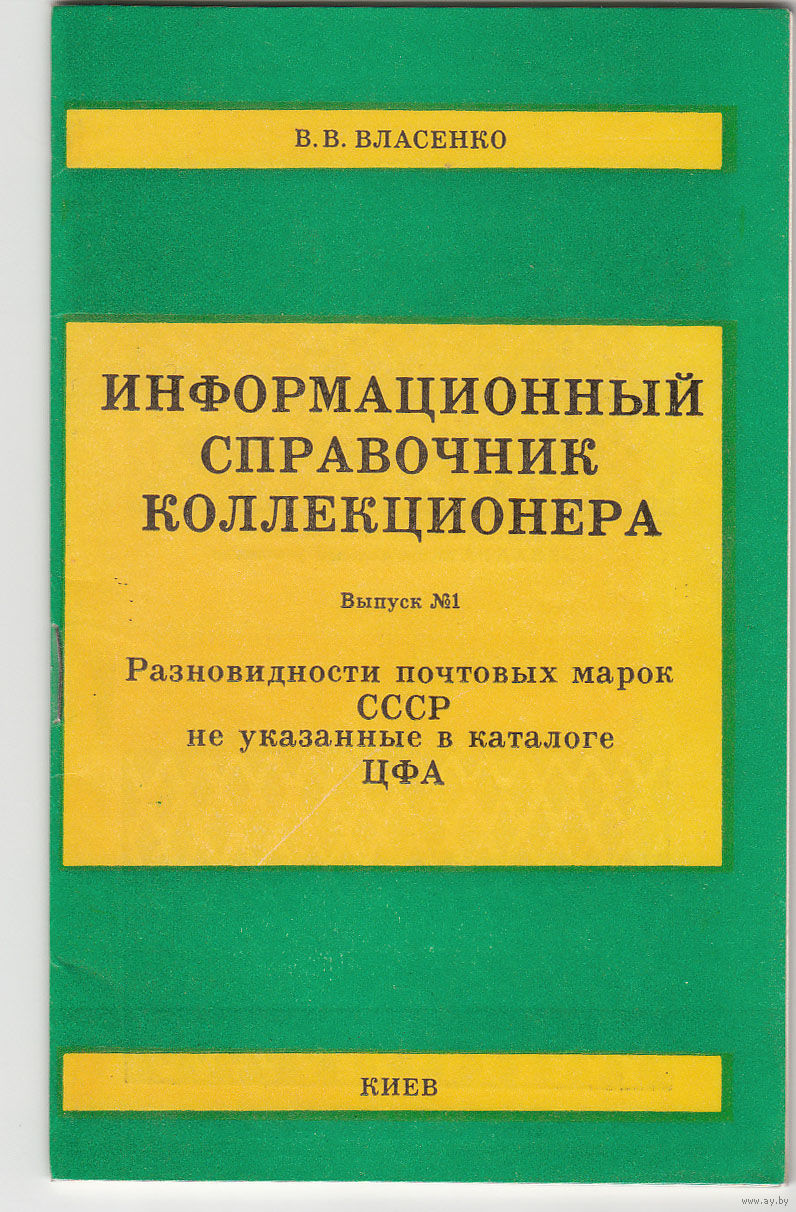 В. В. ВЛАСЕНКО
ИНФОРМАЦИОННЫЙ
СПРАВОЧНИК
КОЛЛЕКЦИОНЕРА
Выпуск №1
Разновидности почтовых марок
СССР
не указанные в каталоге
ЦФА
КИЕВ
www.ay.by